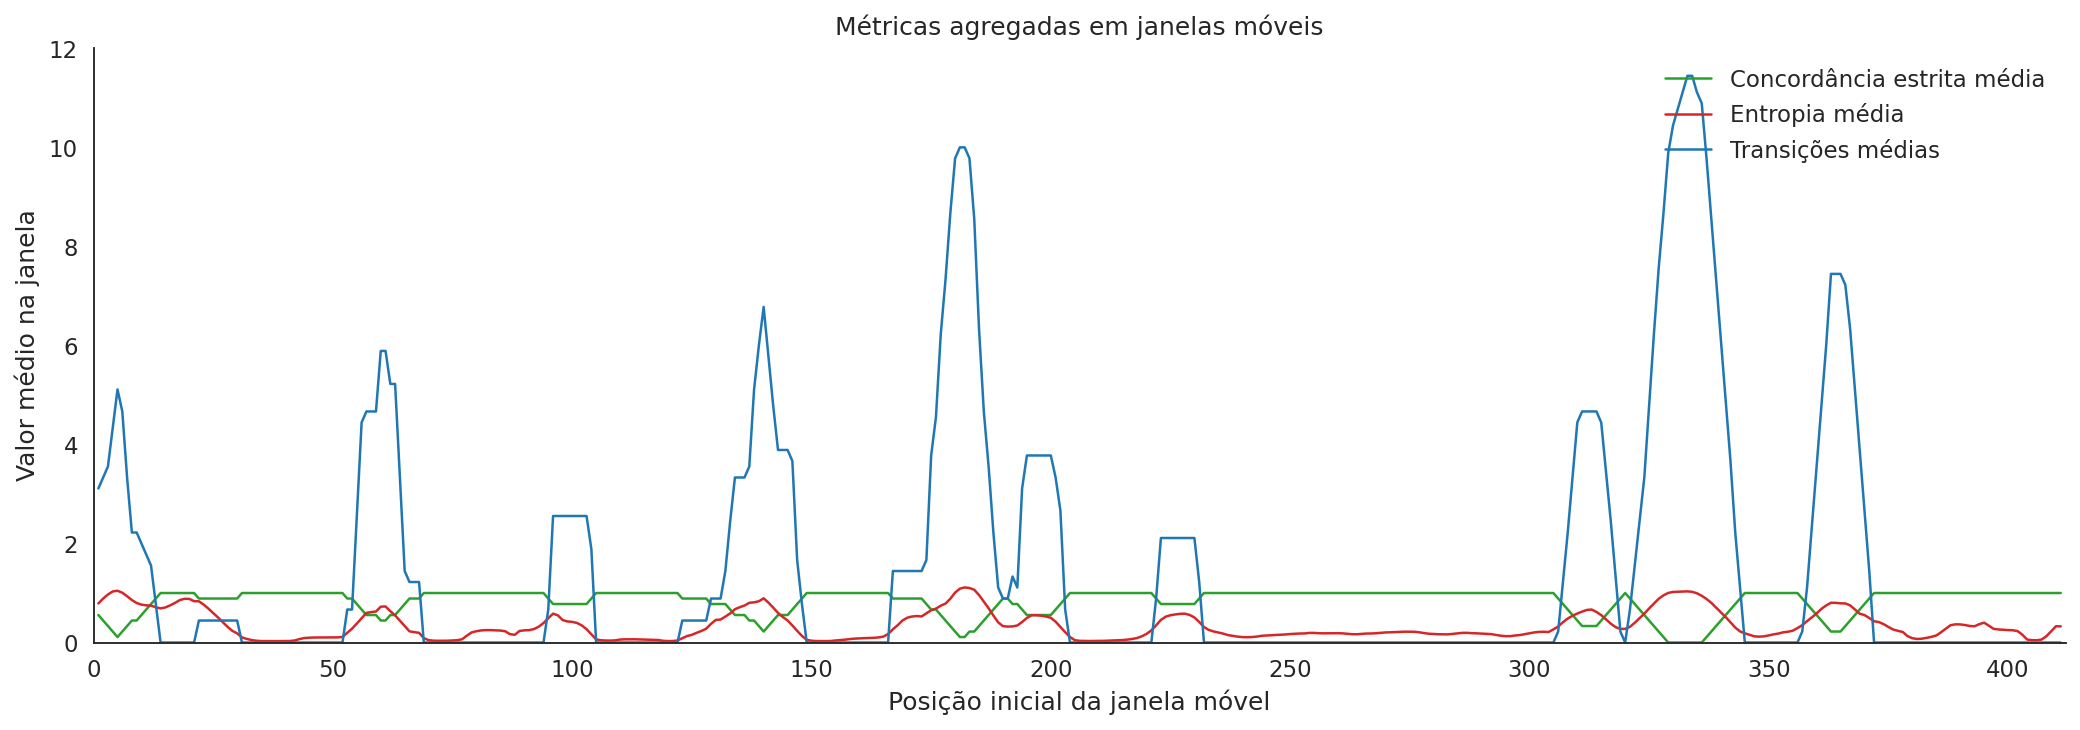 Métricas agregadas em janelas móveis
Valor médio na janela
12
10
8
6
4
2
0
Concordância estrita média
Entropia média
Transições médias
0 50 100 150 200 250 300 350 400
Posição inicial da janela móvel